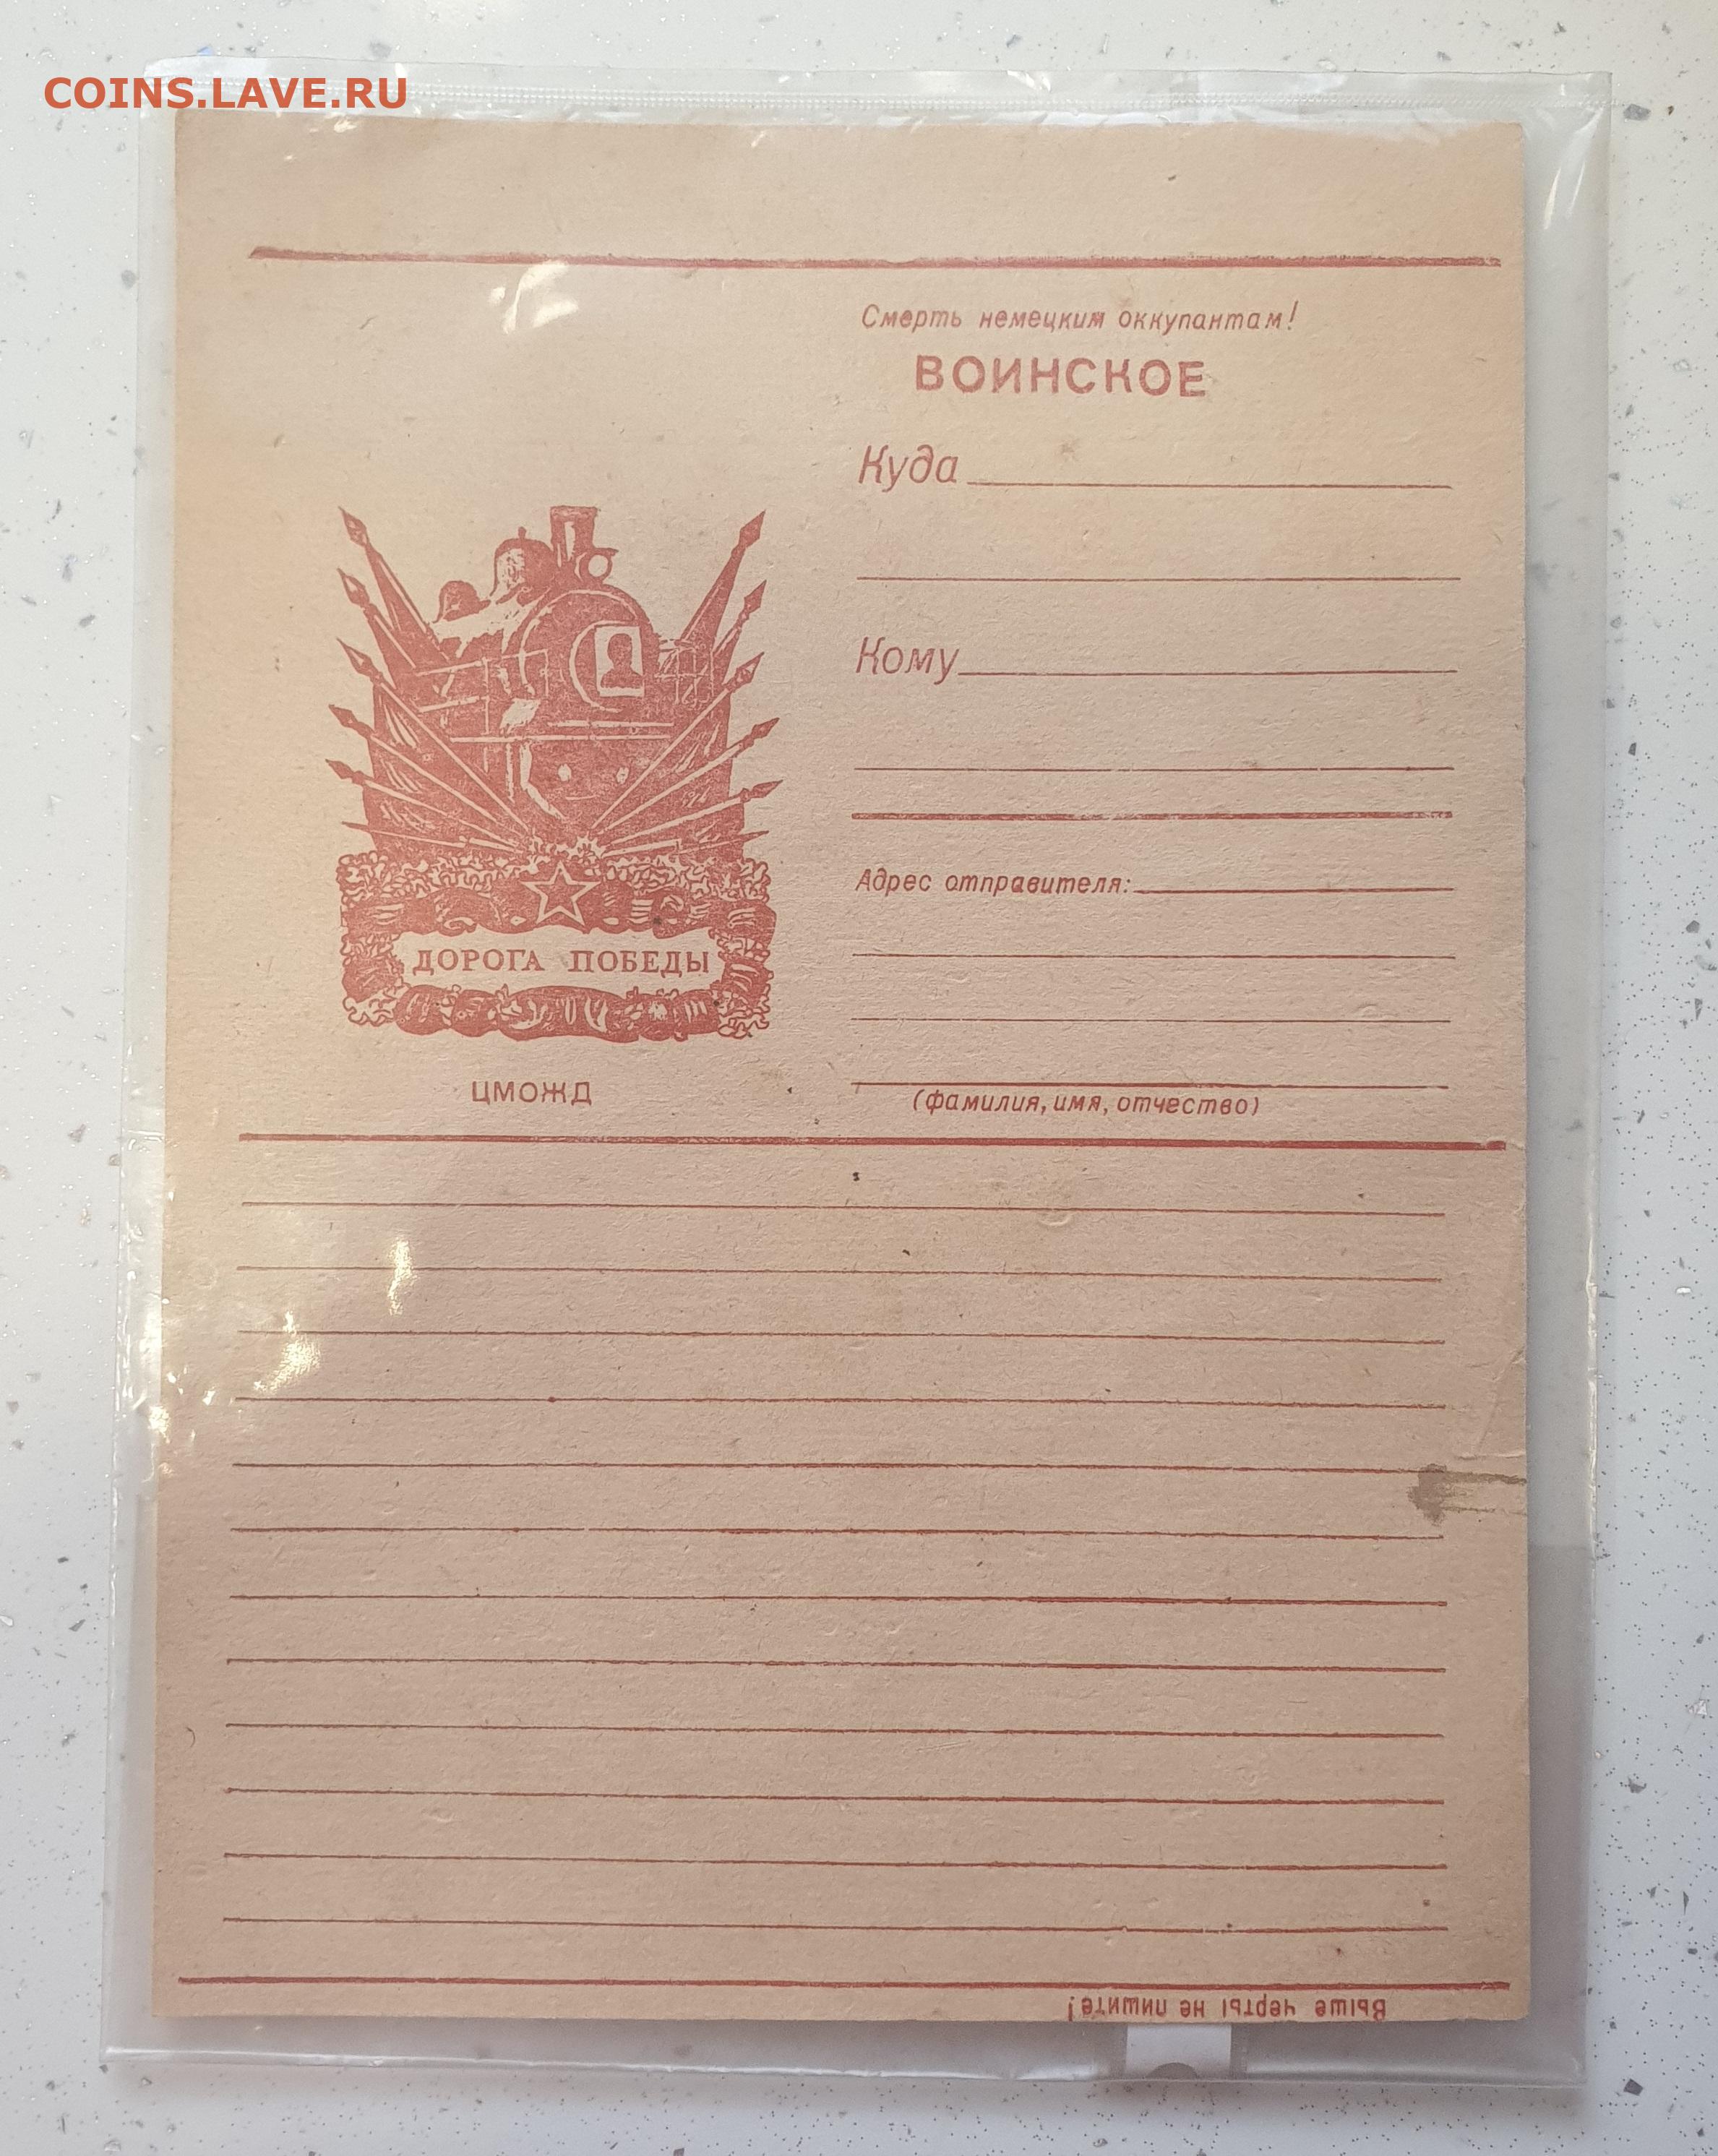 COINS.LAVE.RU
Смерть немецким оккупантам!
ВОИНСКОЕ
Куда
Кому
Адрес отправителя:
ДОРОГА ПОБЕДЫ
ЦМОЖД
(фамилия, имя, отчество)
Выше черты не пишите!